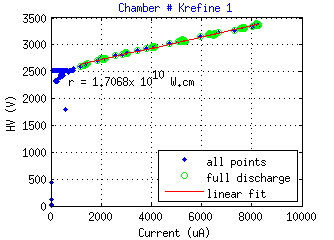 Chamber # Krefine 1
HV (V)
3500
3000
2500
2000
1500
1000
500
0
r = 1.7068x 10^10 W.cm
all points
full discharge
linear fit
0
2000
4000
6000
8000
10000
Current (uA)